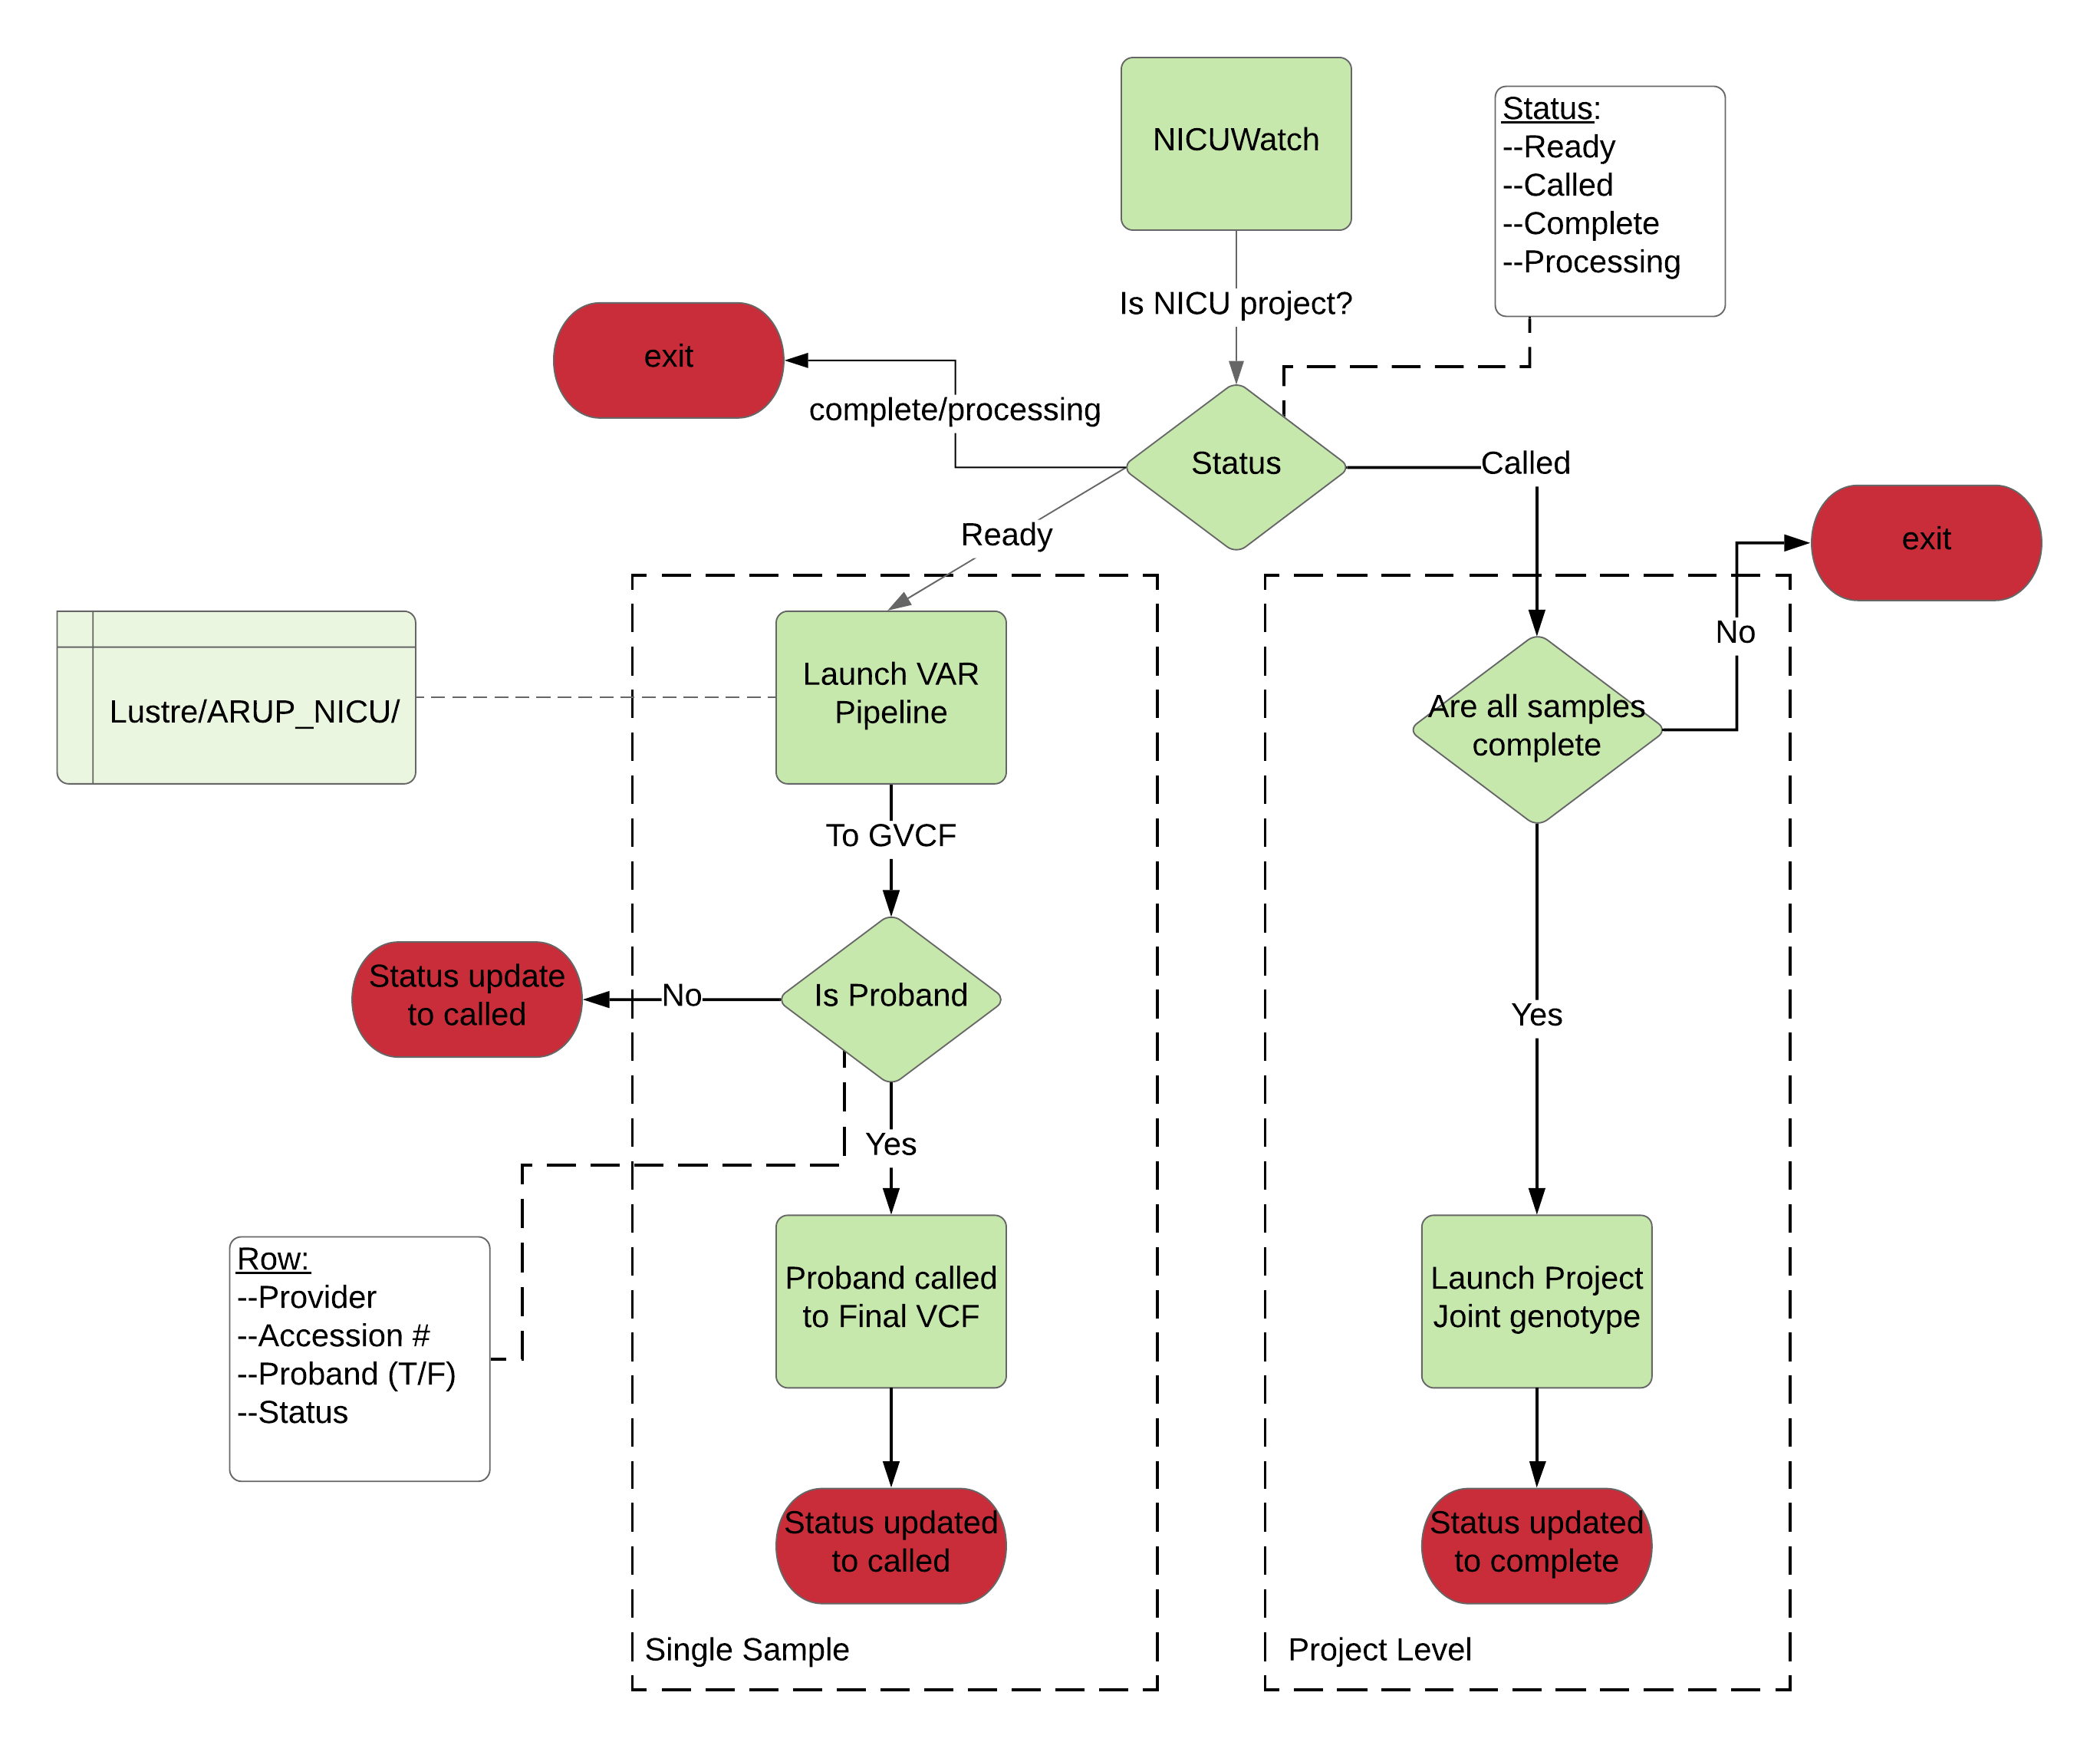 NICUWatch
Status:
--Ready
--Called
--Complete
--Processing
Is NICU project?
exit
complete/processing
Status
Called
exit
Ready
No
Lustre/ARUP_NICU/
Launch VAR
Pipeline
Are all samples
complete
To GVCF
Status update
to called
No
Is Proband
Yes
Yes
Row:
--Provider
--Accession #
--Proband (T/F)
--Status
Proband called
to Final VCF
Launch Project
Joint genotype
Status updated
to called
Status updated
to complete
Single Sample
Project Level